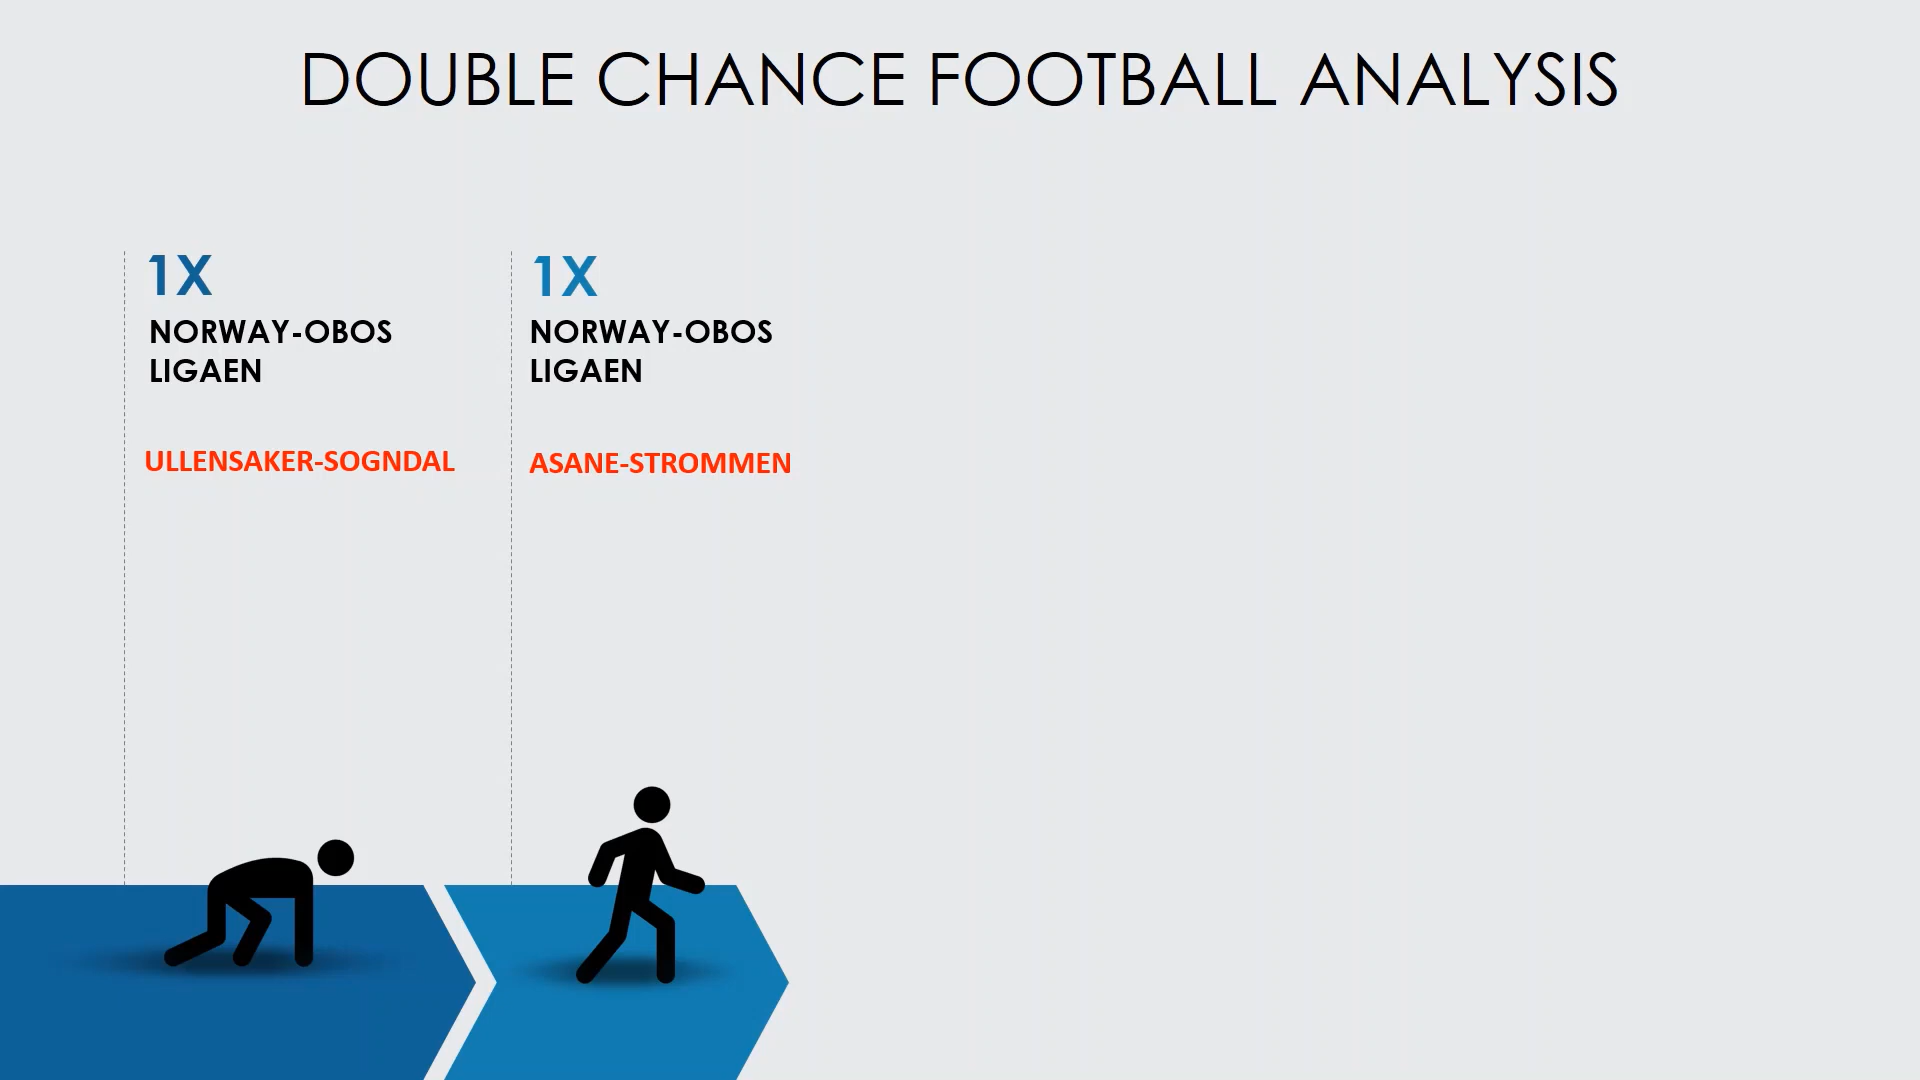 DOUBLE CHANCE FOOTBALL ANALYSIS
1X
NORWAY-OBOS
LIGAEN
ULLENSAKER-SOGNDAL
1X
NORWAY-OBOS
LIGAEN
ASANE-STROMMEN